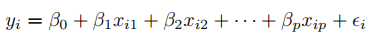 yᵢ = β₀ + β₁xᵢ₁ + β₂xᵢ₂ + ⋯ + βₚxᵢₚ + ϵᵢ